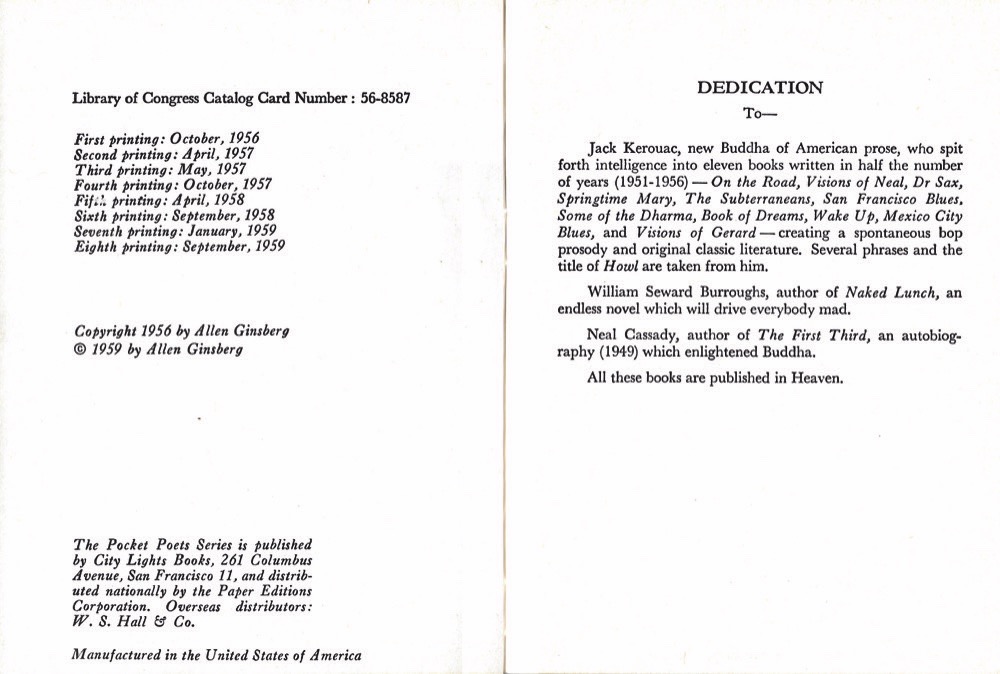 Library of Congress Catalog Card Number : 56-8587
First printing: October, 1956
Second printing: April, 1957
Third printing: May, 1957
Fourth printing: October, 1957
Fifth printing: April, 1958
Sixth printing: September, 1958
Seventh printing: January, 1959
Eighth printing: September, 1959
Copyright 1956 by Allen Ginsberg
© 1959 by Allen Ginsberg
The Pocket Poets Series is published
by City Lights Books, 261 Columbus
Avenue, San Francisco 11, and distrib-
uted nationally by the Paper Editions
Corporation. Overseas distributors:
W. S. Hall & Co.
Manufactured in the United States of America
DEDICATION
To—
Jack Kerouac, new Buddha of American prose, who spit
forth intelligence into eleven books written in half the number
of years (1951-1956) — On the Road, Visions of Neal, Dr Sax,
Springtime Mary, The Subterraneans, San Francisco Blues,
Some of the Dharma, Book of Dreams, Wake Up, Mexico City
Blues, and Visions of Gerard — creating a spontaneous bop
prosody and original classic literature. Several phrases and the
title of Howl are taken from him.
William Seward Burroughs, author of Naked Lunch, an
endless novel which will drive everybody mad.
Neal Cassady, author of The First Third, an autobiog-
raphy (1949) which enlightened Buddha.
All these books are published in Heaven.